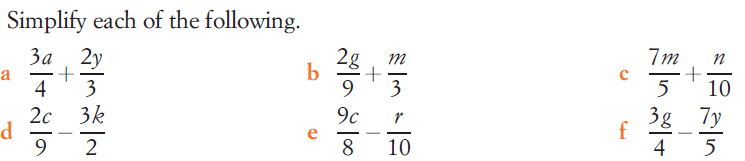 Simplify each of the following.
a 3a/4 + 2y/3 b 2g/9 + m/3 c 7m/5 + n/10
d 2c/9 − 3k/2 e 9c/8 − r/10 f 3g/4 − 7y/5